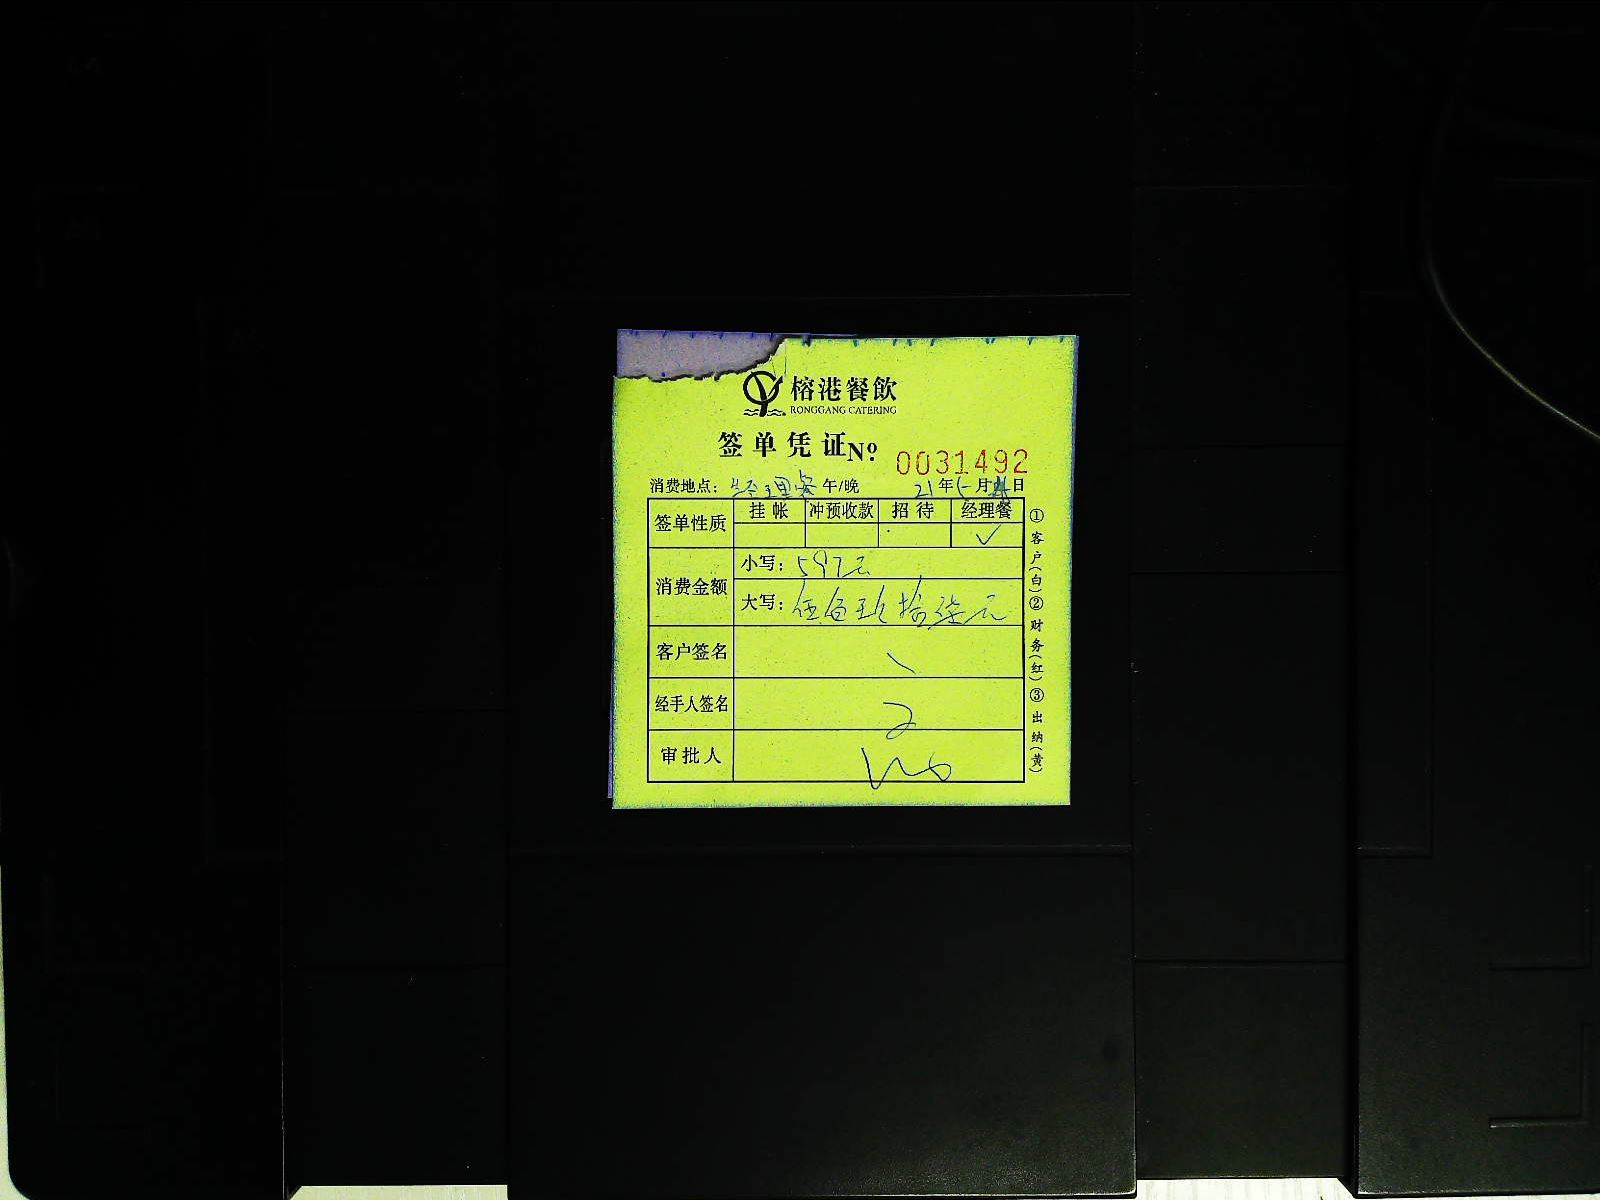 榕港餐飲
RONGGANG CATERING
签单凭证 No: 0031492
消费地点: 经理餐 午/晚 21年5月 日
签单性质 挂帐 冲预收款 招待 经理餐
✓
消费金额 小写: 597元
大写: 伍佰玖拾柒元
客户签名
经手人签名
审批人
①客户(白)②财务(红)③出纳(黄)